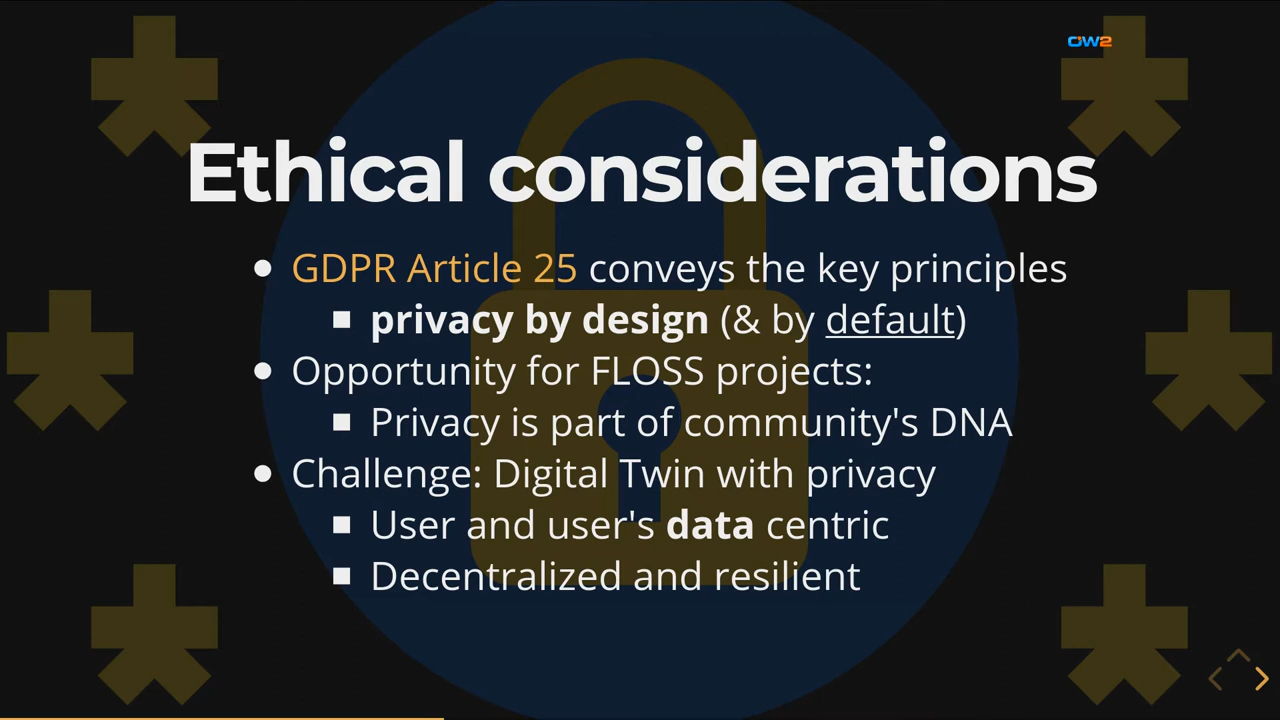 OW2
Ethical considerations
GDPR Article 25 conveys the key principles
privacy by design (& by default)
Opportunity for FLOSS projects:
Privacy is part of community's DNA
Challenge: Digital Twin with privacy
User and user's data centric
Decentralized and resilient